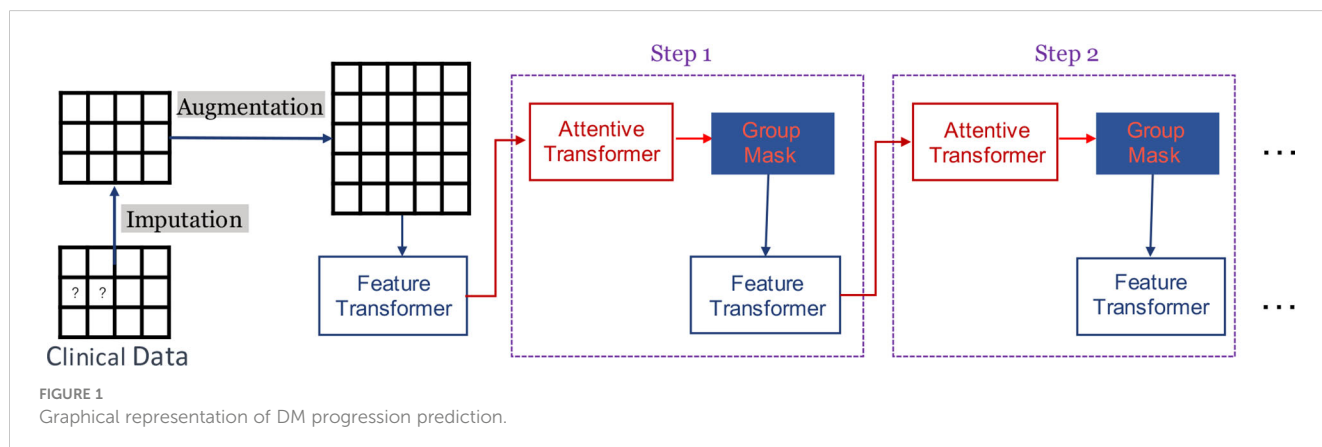 Step 1
Step 2
Augmentation
Attentive
Transformer
Group
Mask
Attentive
Transformer
Group
Mask
...
Imputation
? ?
Feature
Transformer
Feature
Transformer
Feature
Transformer
...
Clinical Data
FIGURE 1
Graphical representation of DM progression prediction.